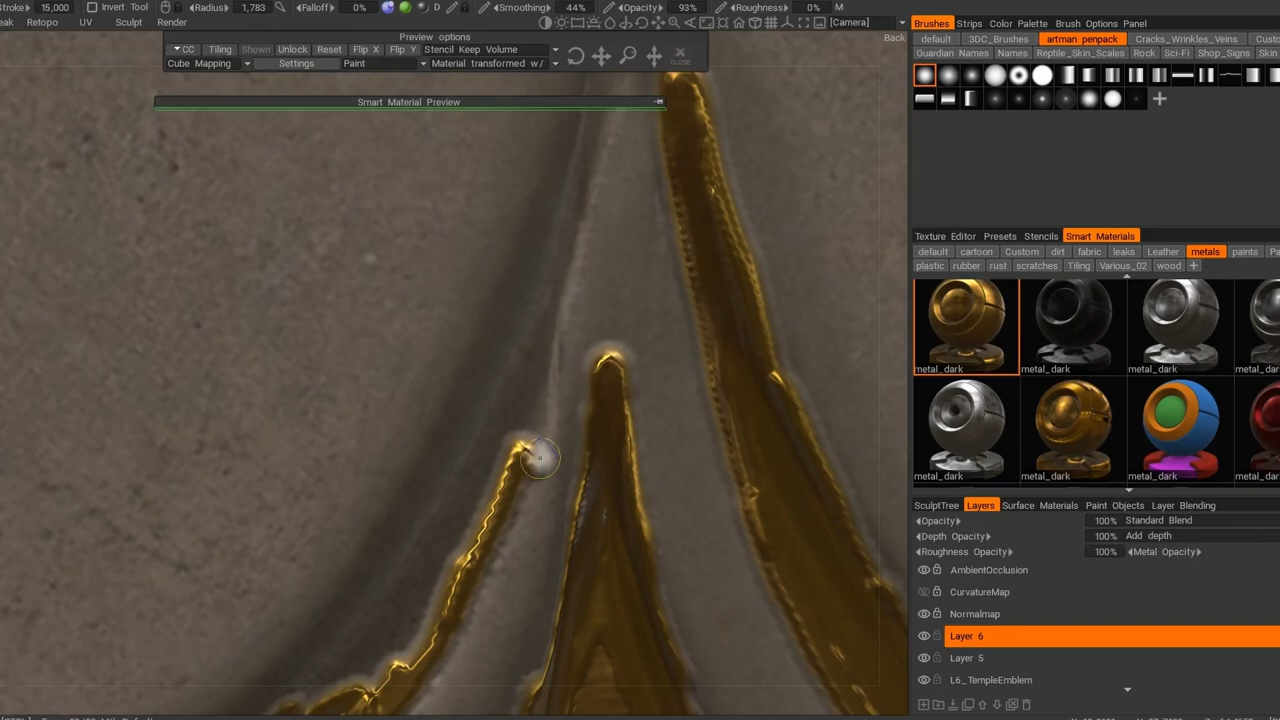 Stroke 15,000 Invert Tool Radius 1,783 Falloff 0% D Smoothing 44% Opacity 93% Roughness 0% M
Retopo UV Sculpt Render [Camera]
Back
Preview options
CC Tiling Shown Unlock Reset Flip X Flip Y Stencil Keep Volume
Cube Mapping Settings Paint Material transformed w/
CLOSE
Smart Material Preview
Brushes Strips Color Palette Brush Options Panel
default 3DC_Brushes artman penpack Cracks_Wrinkles_Veins Custo
Guardian Names Names Reptile_Skin_Scales Rock Sci-Fi Shop_Signs Skin
Texture Editor Presets Stencils Smart Materials
default cartoon Custom dirt fabric leaks Leather metals paints Pa
plastic rubber rust scratches Tiling Various_02 wood
metal_dark metal_dark metal_dark
metal_dark metal_dark metal_dark
SculptTree Layers Surface Materials Paint Objects Layer Blending
Opacity 100% Standard Blend
Depth Opacity 100% Add depth
Roughness Opacity 100% Metal Opacity
AmbientOcclusion
CurvatureMap
Normalmap
Layer 6
Layer 5
L6_TempleEmblem